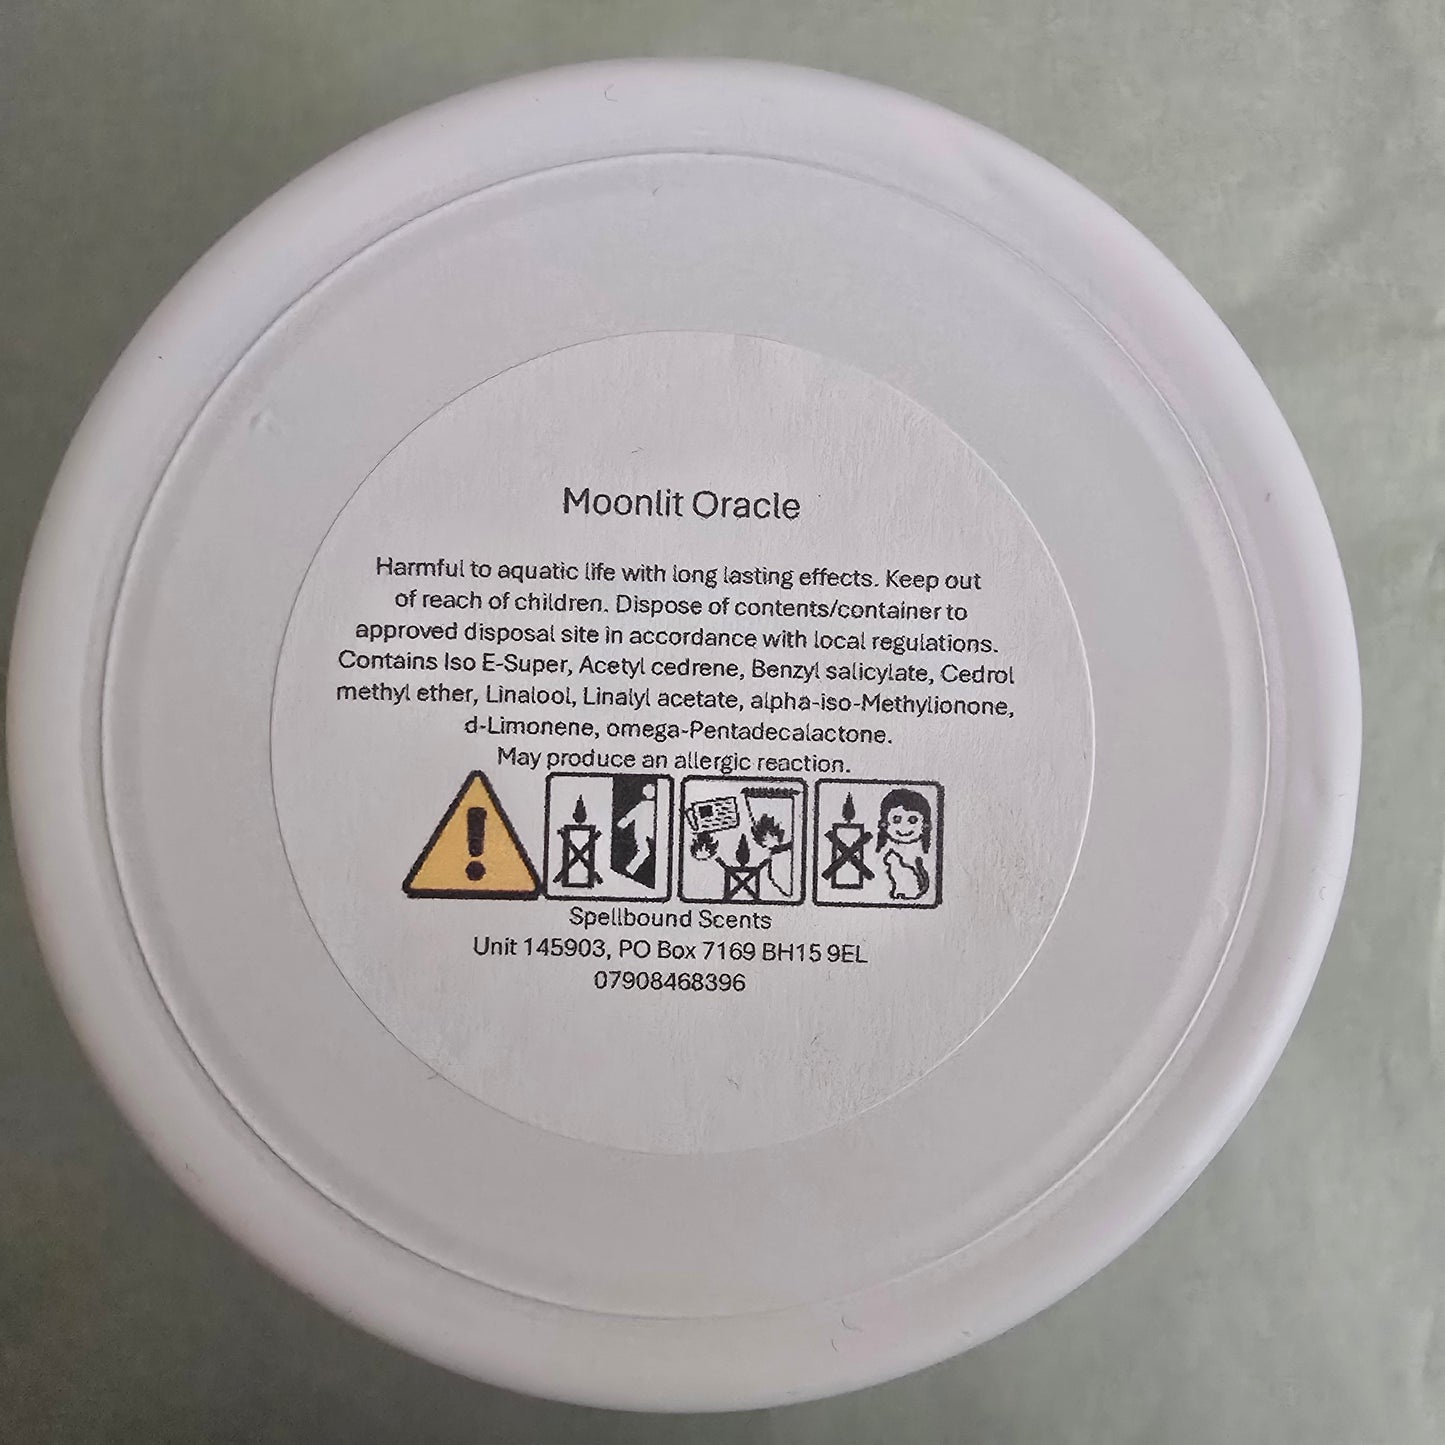 Moonlit Oracle
Harmful to aquatic life with long lasting effects. Keep out
of reach of children. Dispose of contents/container to
approved disposal site in accordance with local regulations.
Contains Iso E-Super, Acetyl cedrene, Benzyl salicylate, Cedrol
methyl ether, Linalool, Linalyl acetate, alpha-iso-Methylionone,
d-Limonene, omega-Pentadecalactone.
May produce an allergic reaction.
Spellbound Scents
Unit 145903, PO Box 7169 BH15 9EL
07908468396